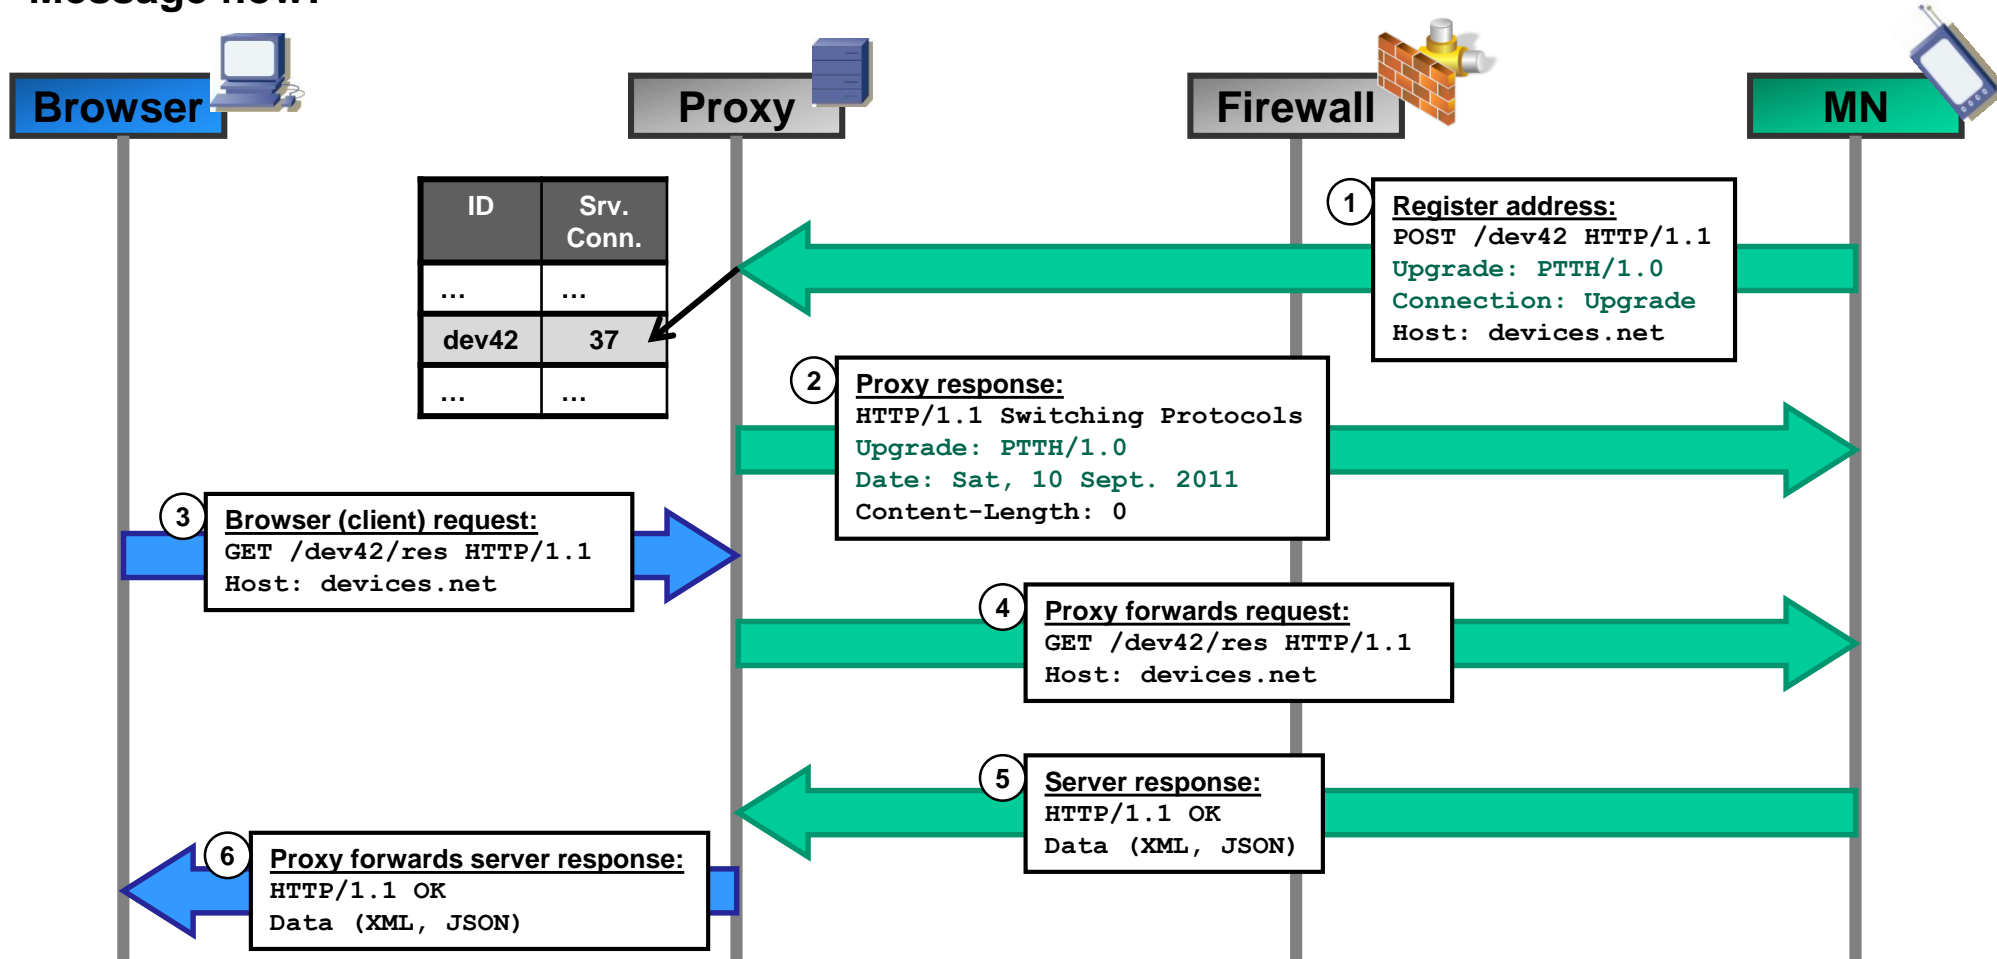 Message flow:
Browser
Proxy
Firewall
MN
ID
Srv.
Conn.
...
...
dev42
37
...
...
1
Register address:
POST /dev42 HTTP/1.1
Upgrade: PTTH/1.0
Connection: Upgrade
Host: devices.net
2
Proxy response:
HTTP/1.1 Switching Protocols
Upgrade: PTTH/1.0
Date: Sat, 10 Sept. 2011
Content-Length: 0
3
Browser (client) request:
GET /dev42/res HTTP/1.1
Host: devices.net
4
Proxy forwards request:
GET /dev42/res HTTP/1.1
Host: devices.net
5
Server response:
HTTP/1.1 OK
Data (XML, JSON)
6
Proxy forwards server response:
HTTP/1.1 OK
Data (XML, JSON)